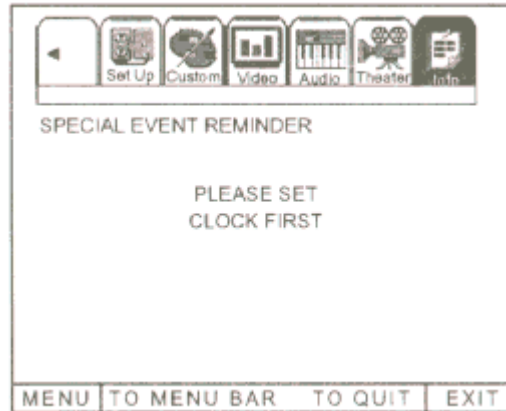 Set Up Custom Video Audio Theater Info
SPECIAL EVENT REMINDER
PLEASE SET
CLOCK FIRST
MENU TO MENU BAR TO QUIT EXIT